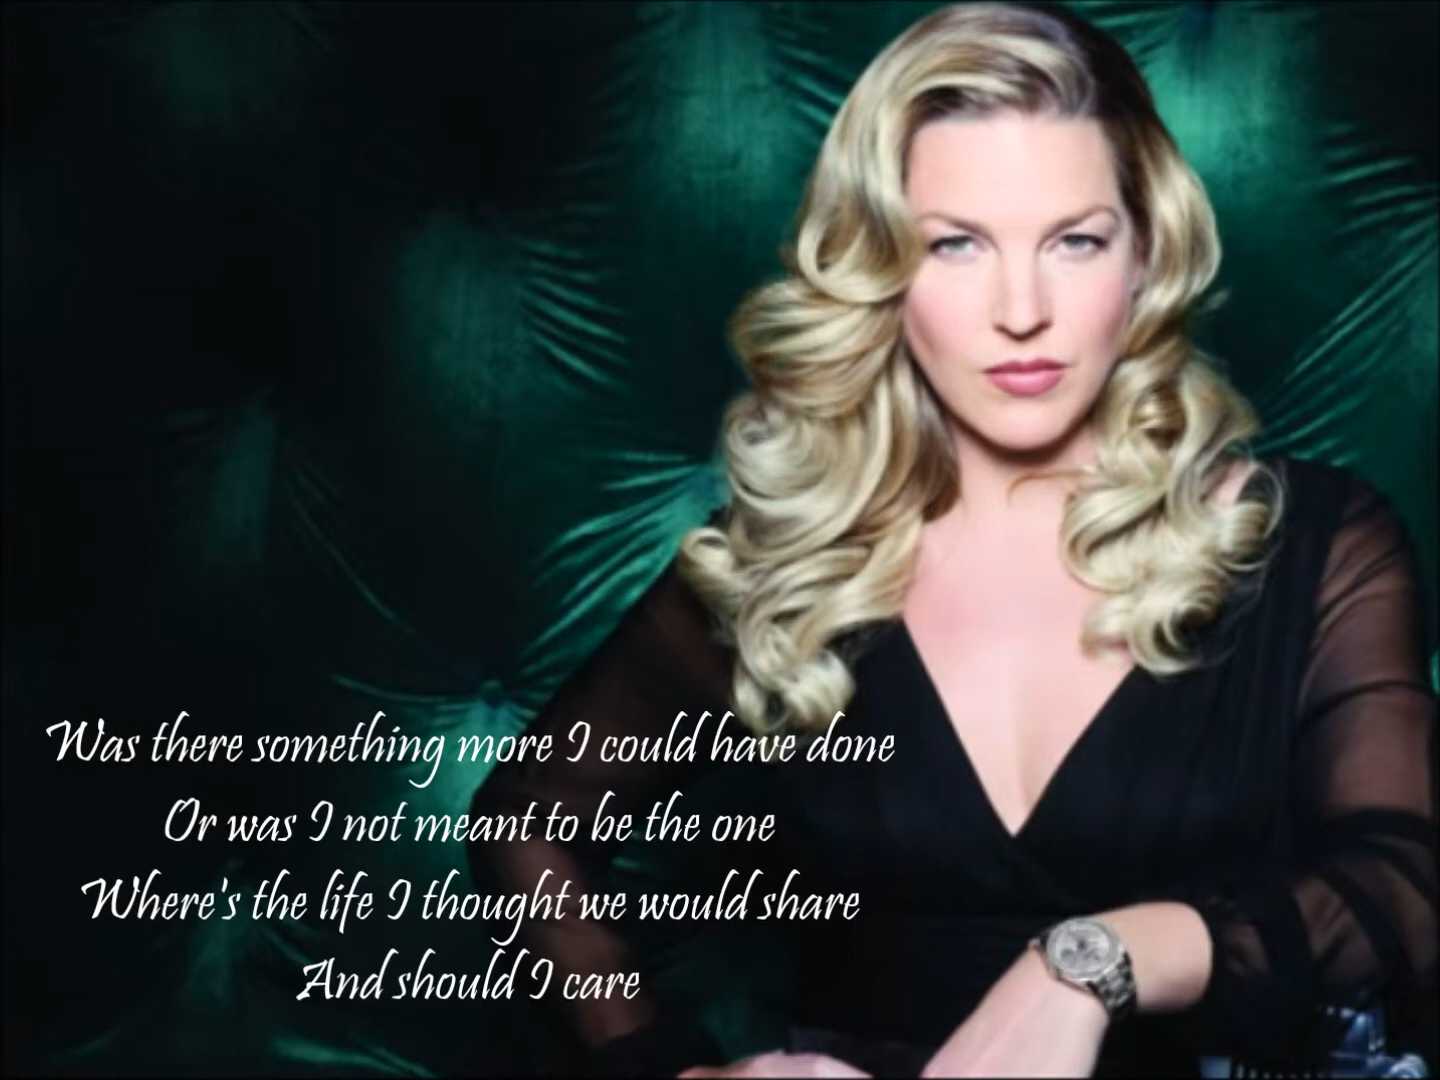 Was there something more I could have done
Or was I not meant to be the one
Where's the life I thought we would share
And should I care